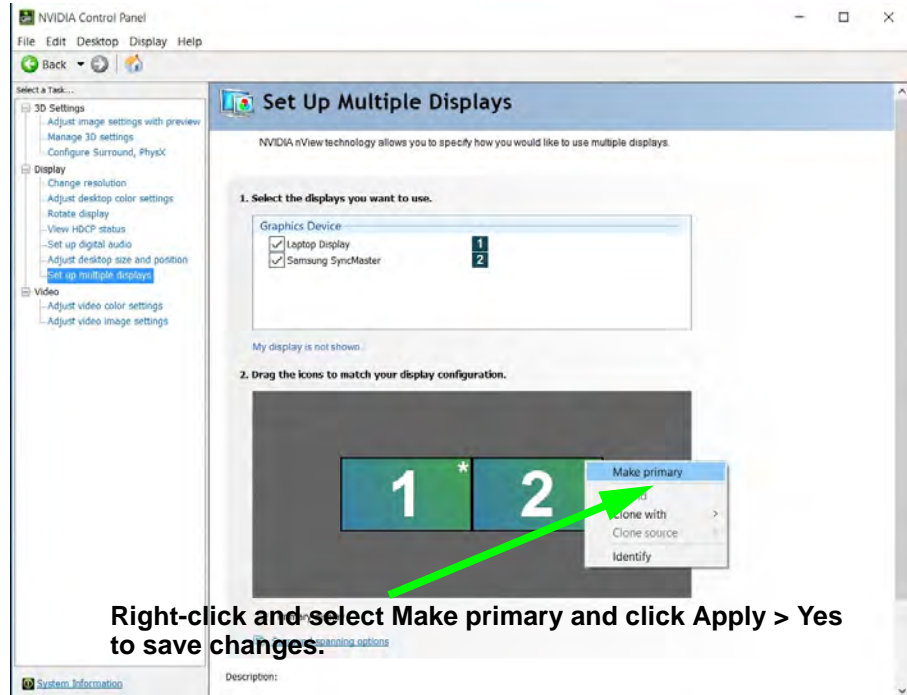 NVIDIA Control Panel
File Edit Desktop Display Help
Back
Select a Task...
3D Settings
Adjust image settings with preview
Manage 3D settings
Configure Surround, PhysX
Display
Change resolution
Adjust desktop color settings
Rotate display
View HDCP status
Set up digital audio
Adjust desktop size and position
Set up multiple displays
Video
Adjust video color settings
Adjust video image settings
System Information
Set Up Multiple Displays
NVIDIA nView technology allows you to specify how you would like to use multiple displays.
1. Select the displays you want to use.
Graphics Device
Laptop Display 1
Samsung SyncMaster 2
My display is not shown.
2. Drag the icons to match your display configuration.
1 * 2
Make primary
Clone with >
Clone source
Identify
Right-click and select Make primary and click Apply > Yes
to save changes.
spanning options
Description: